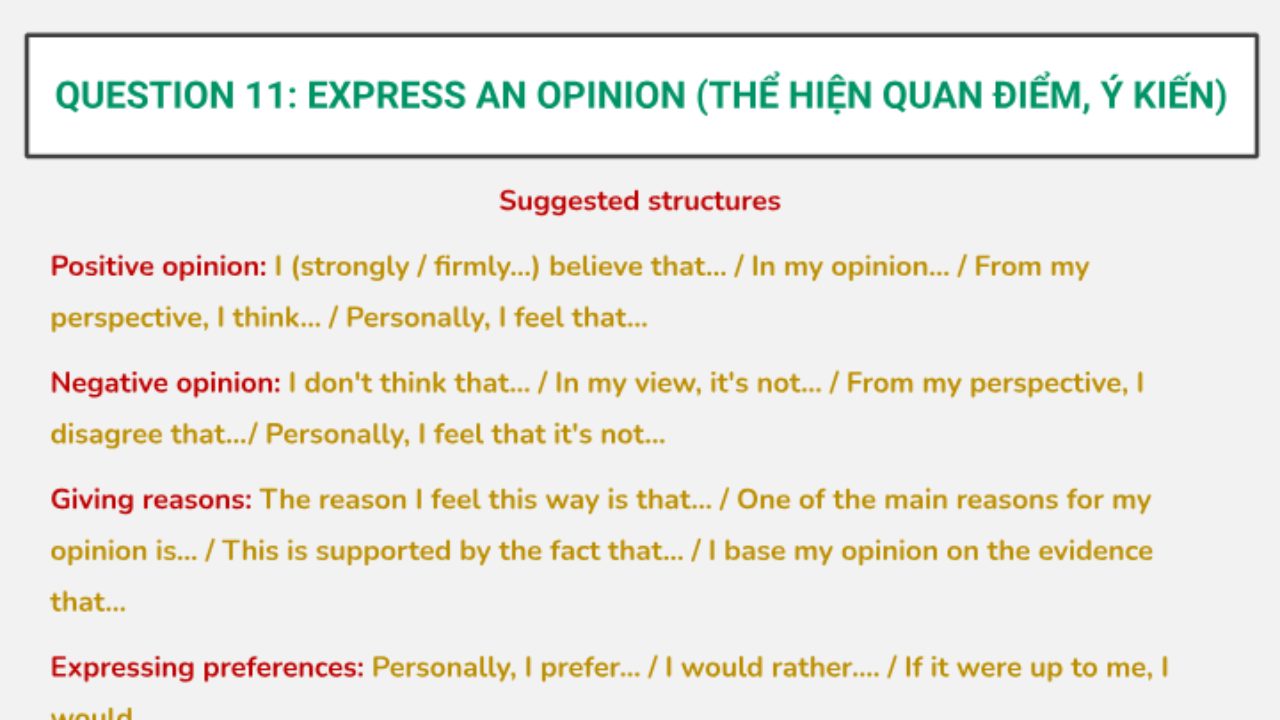 QUESTION 11: EXPRESS AN OPINION (THỂ HIỆN QUAN ĐIỂM, Ý KIẾN)
Suggested structures
Positive opinion: I (strongly / firmly...) believe that... / In my opinion... / From my
perspective, I think... / Personally, I feel that...
Negative opinion: I don't think that... / In my view, it's not... / From my perspective, I
disagree that.../ Personally, I feel that it's not...
Giving reasons: The reason I feel this way is that... / One of the main reasons for my
opinion is... / This is supported by the fact that... / I base my opinion on the evidence
that...
Expressing preferences: Personally, I prefer... / I would rather.... / If it were up to me, I
would